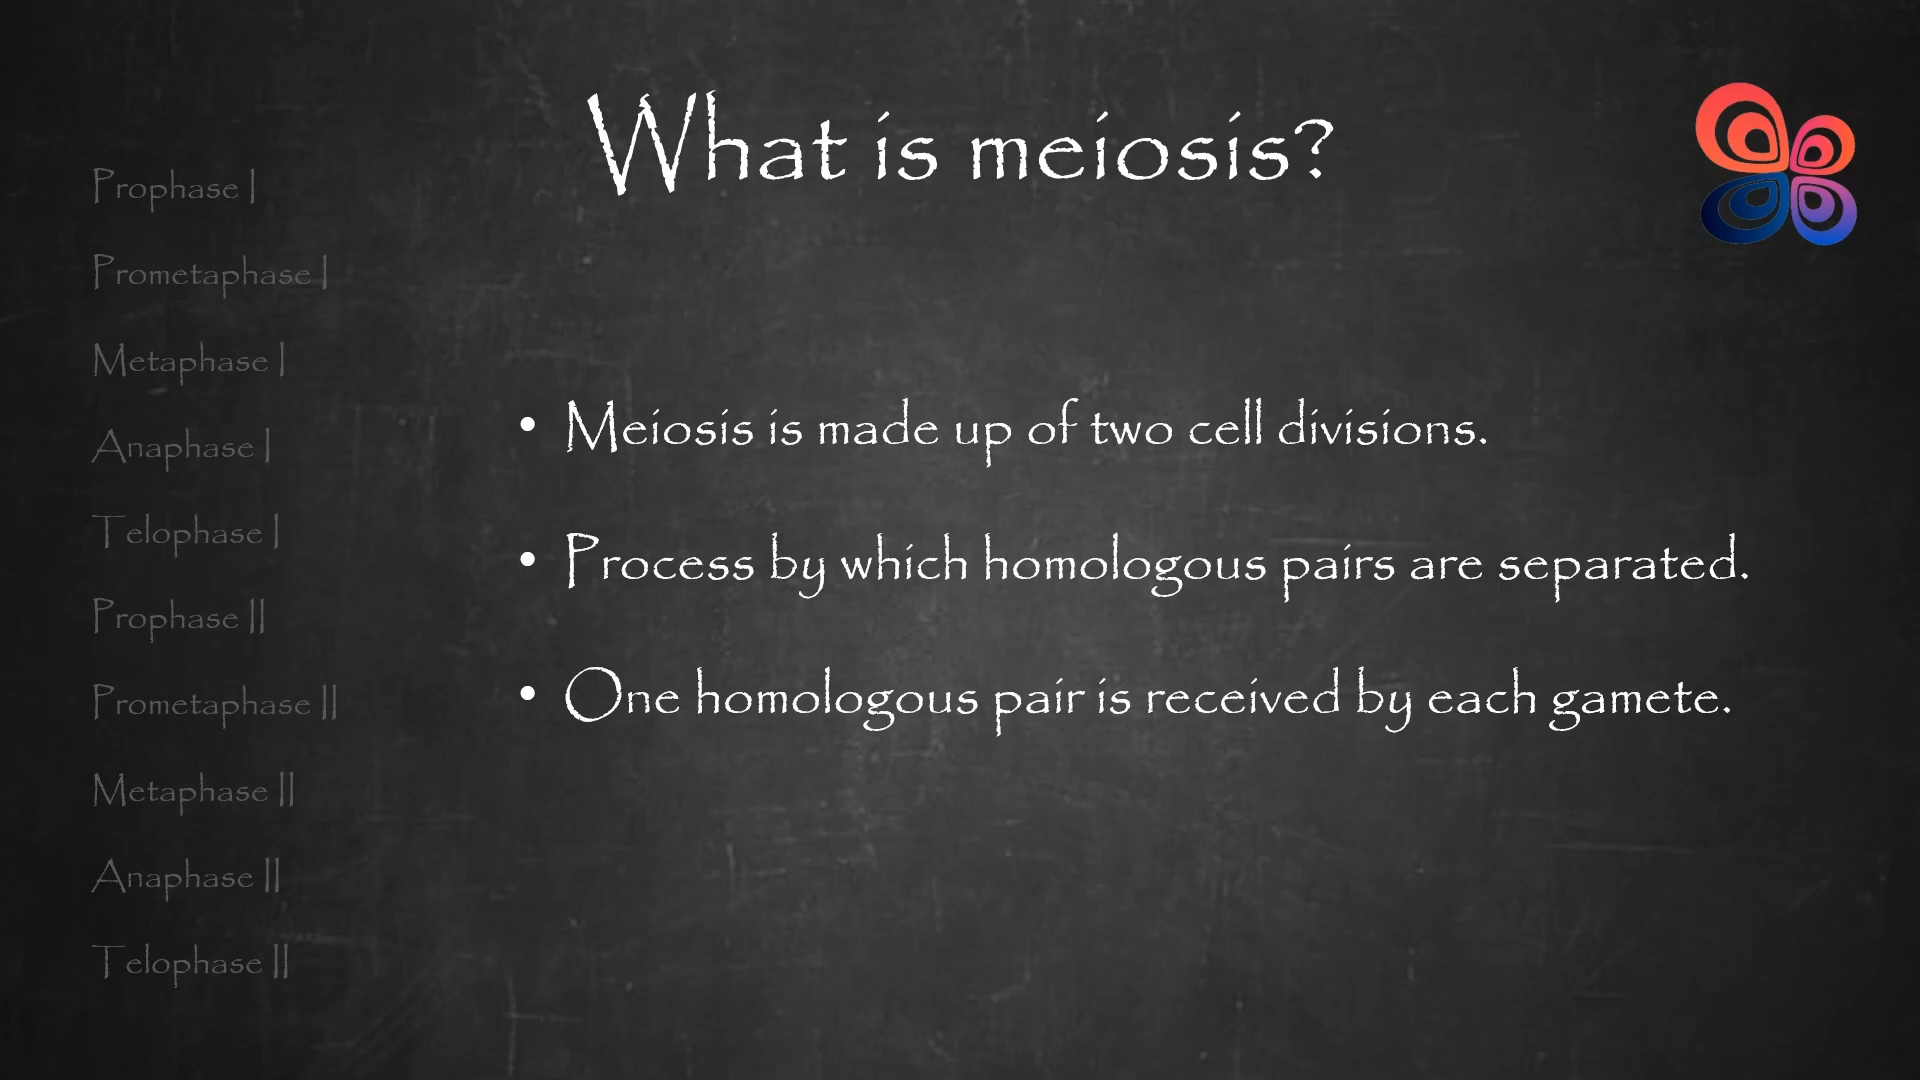 What is meiosis?
Prophase I
Prometaphase I
Metaphase I
Anaphase I
Telophase I
Prophase II
Prometaphase II
Metaphase II
Anaphase II
Telophase II
• Meiosis is made up of two cell divisions.
• Process by which homologous pairs are separated.
• One homologous pair is received by each gamete.